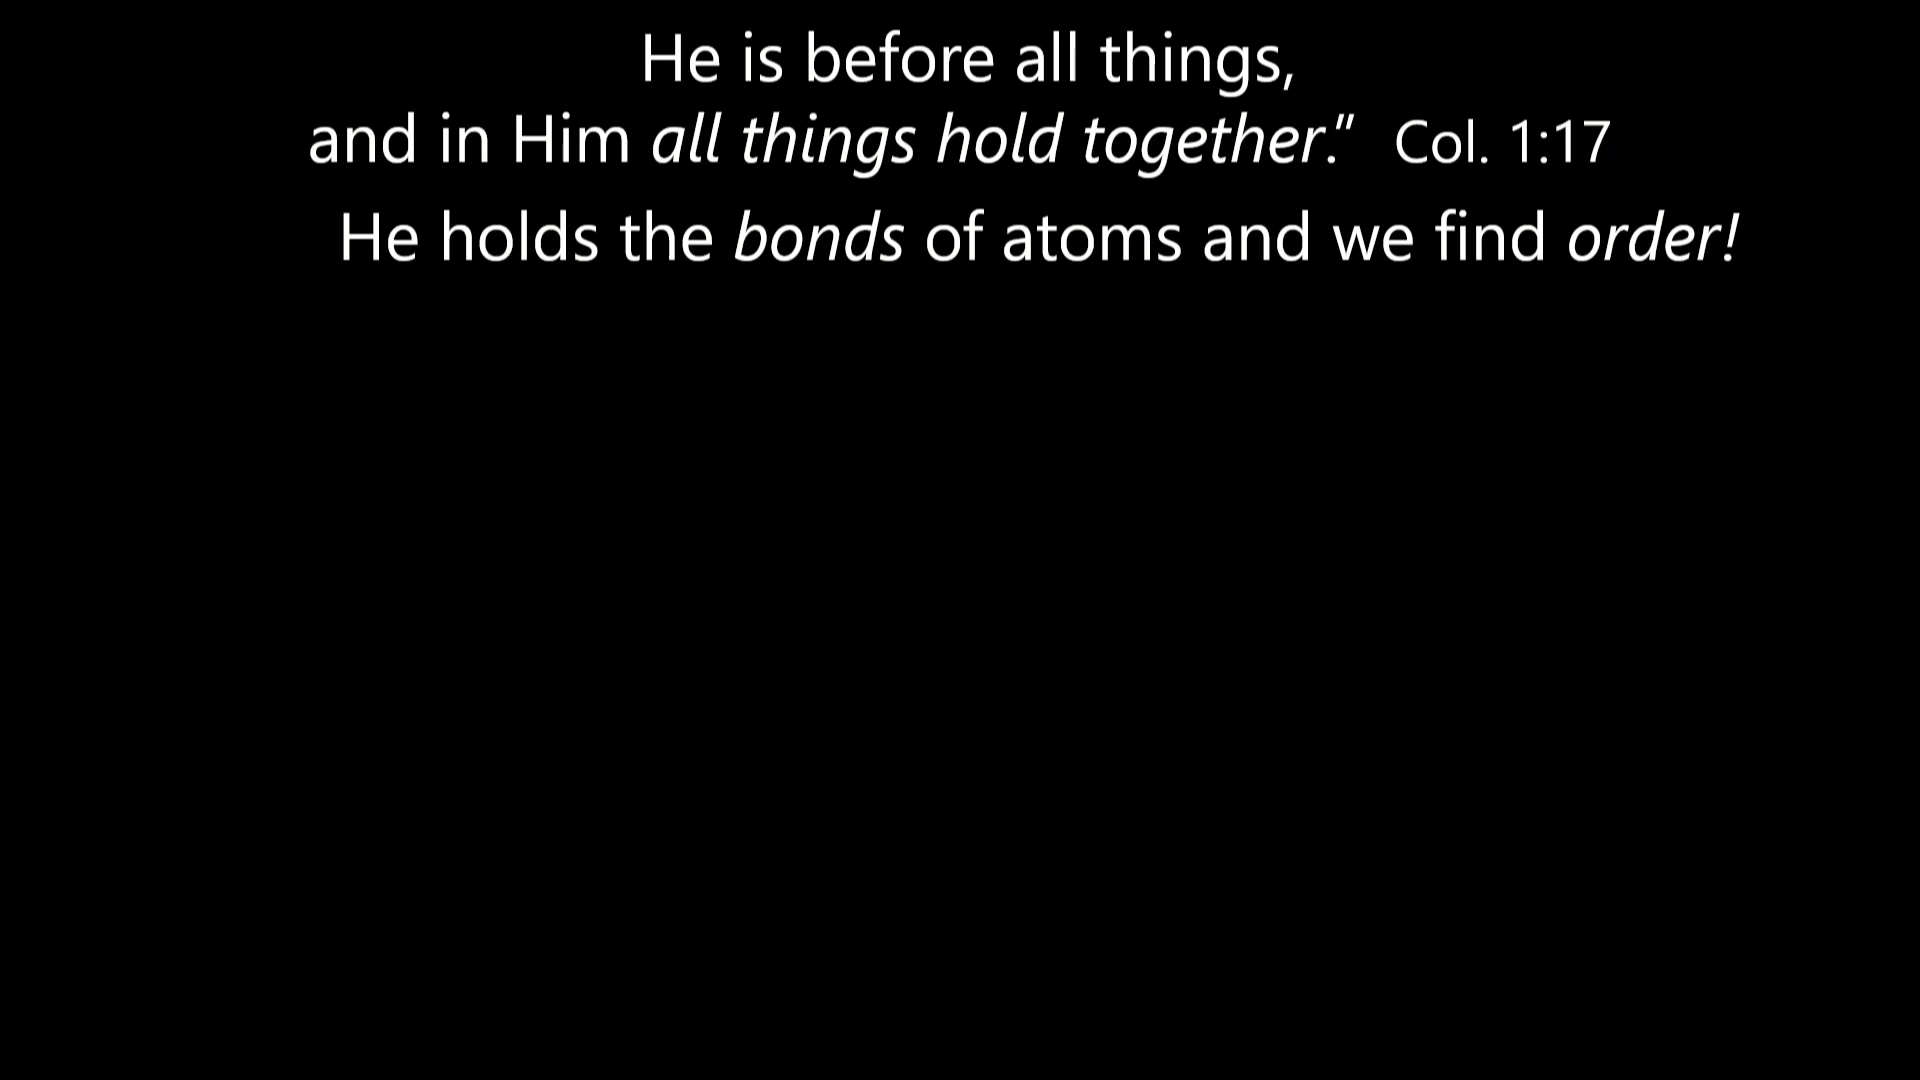 He is before all things,
and in Him all things hold together.” Col. 1:17
He holds the bonds of atoms and we find order!